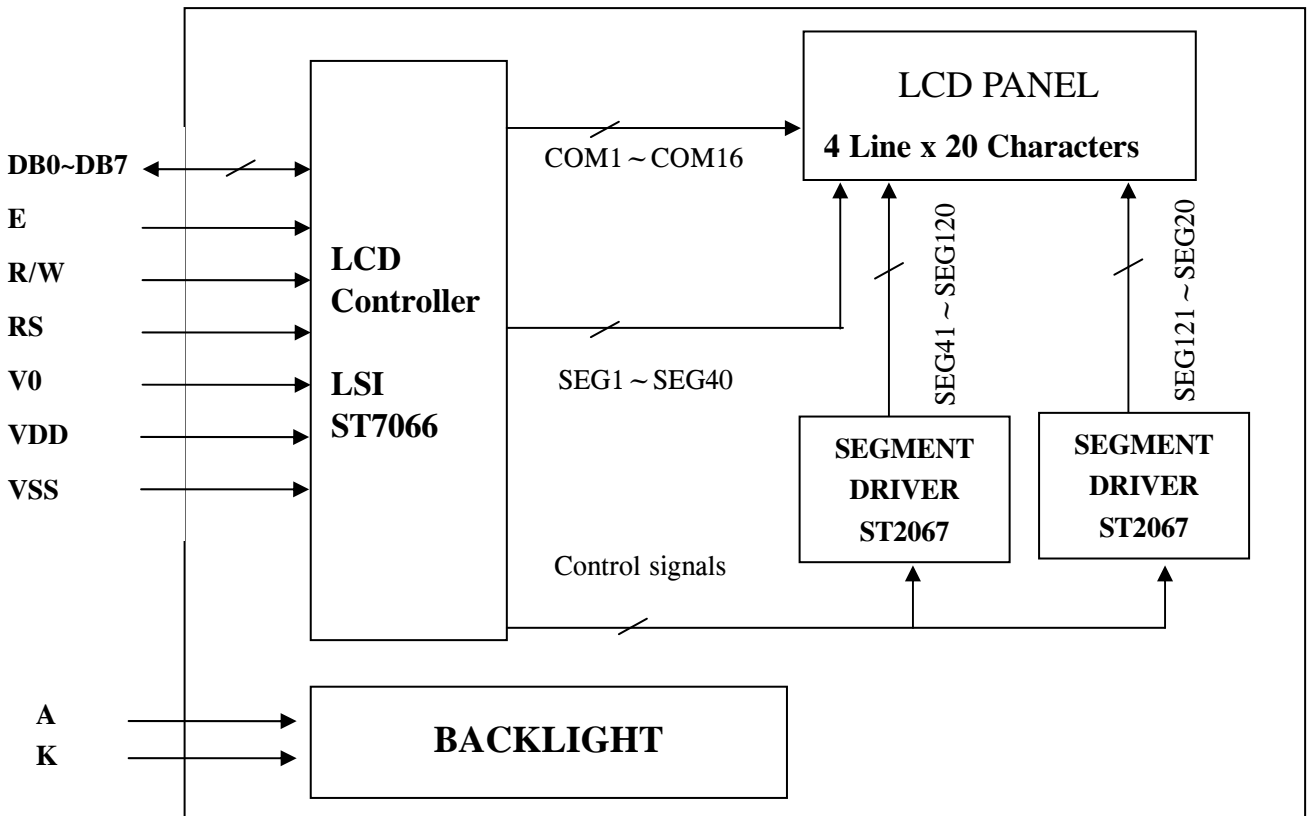 LCD PANEL
4 Line x 20 Characters
DB0~DB7
COM1~COM16
E
R/W
RS
V0
VDD
VSS
LCD
Controller
LSI
ST7066
SEG1~SEG40
SEG41~SEG120
SEG121~SEG20
SEGMENT
DRIVER
ST2067
SEGMENT
DRIVER
ST2067
Control signals
A
K
BACKLIGHT